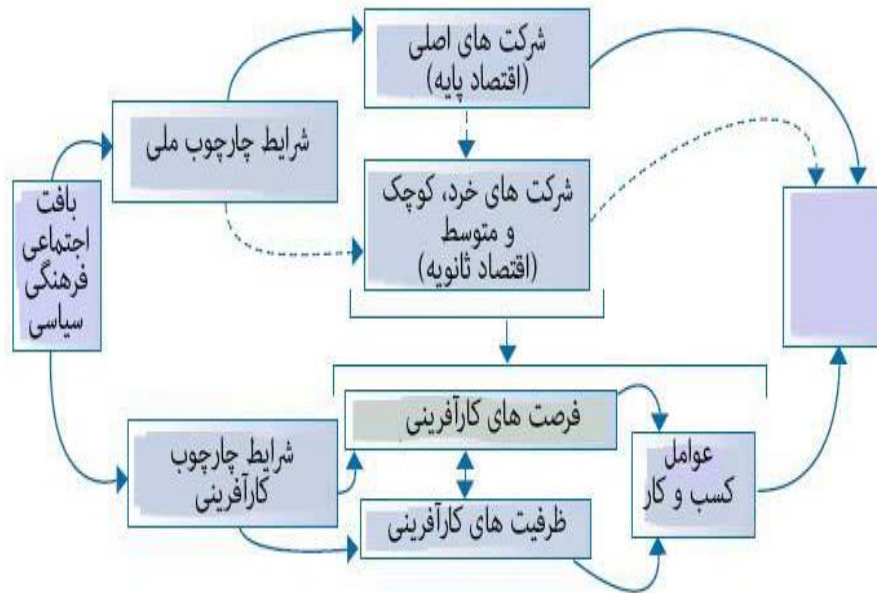 شرکت های اصلی
(اقتصاد پایه)
شرایط چارچوب ملی
شرکت های خرد، کوچک
و متوسط
(اقتصاد ثانویه)
بافت
اجتماعی
فرهنگی
سیاسی
فرصت های کارآفرینی
شرایط چارچوب
کارآفرینی
عوامل
کسب و کار
ظرفیت های کارآفرینی